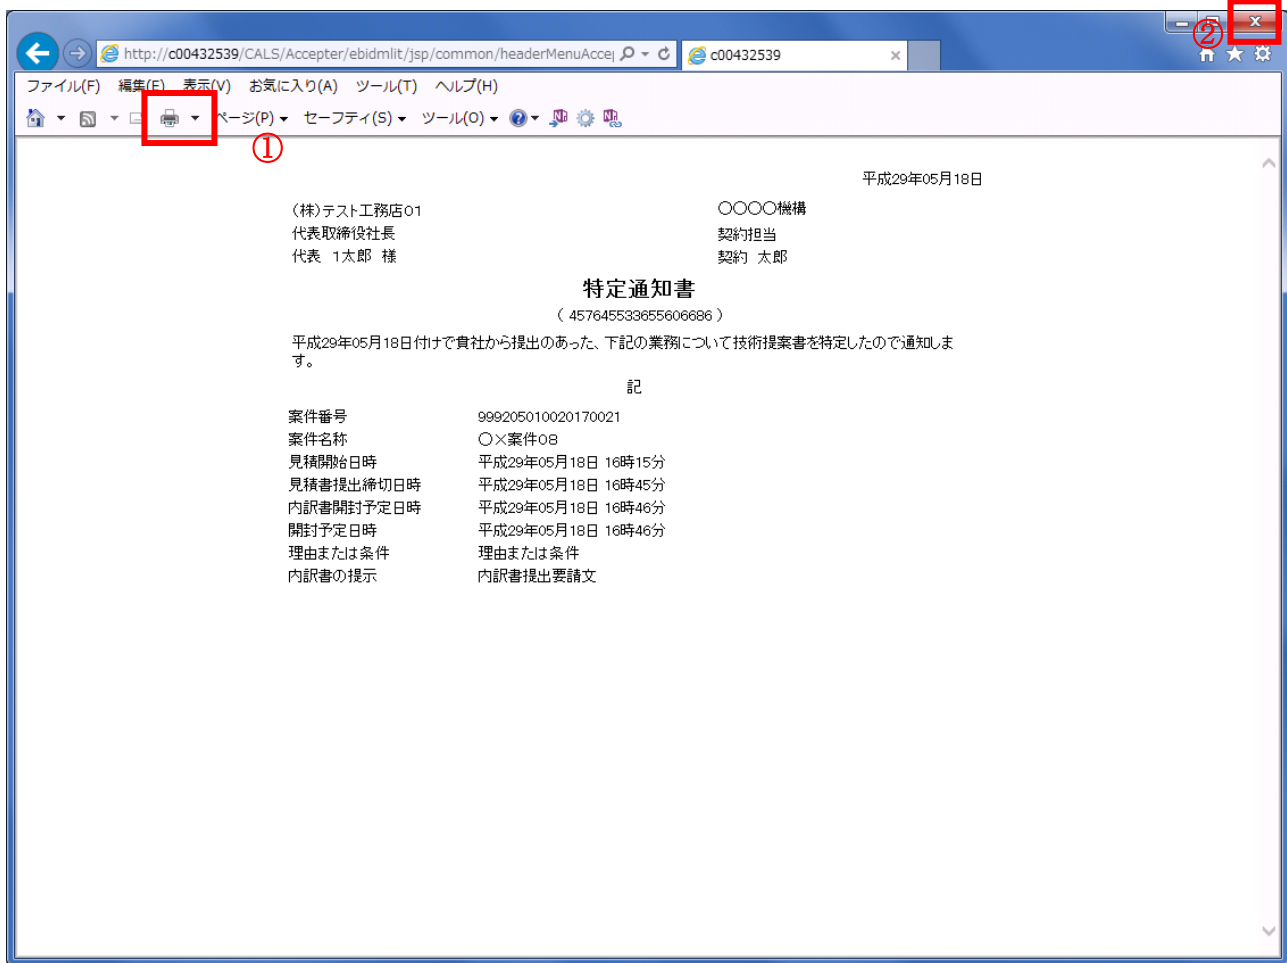 ②
http://c00432539/CALS/Accepter/ebidmlit/jsp/common/headerMenuAccep
c00432539
ファイル(F) 編集(E) 表示(V) お気に入り(A) ツール(T) ヘルプ(H)
ページ(P) セーフティ(S) ツール(O)
①
平成29年05月18日
(株)テスト工務店01
〇〇〇〇機構
代表取締役社長
契約担当
代表 1太郎 様
契約 太郎
特定通知書
( 457645533655606686 )
平成29年05月18日付けで貴社から提出のあった、下記の業務について技術提案書を特定したので通知しま
す。
記
案件番号 999205010020170021
案件名称 〇×案件08
見積開始日時 平成29年05月18日 16時15分
見積書提出締切日時 平成29年05月18日 16時45分
内訳書開封予定日時 平成29年05月18日 16時46分
開封予定日時 平成29年05月18日 16時46分
理由または条件 理由または条件
内訳書の提示 内訳書提出要請文